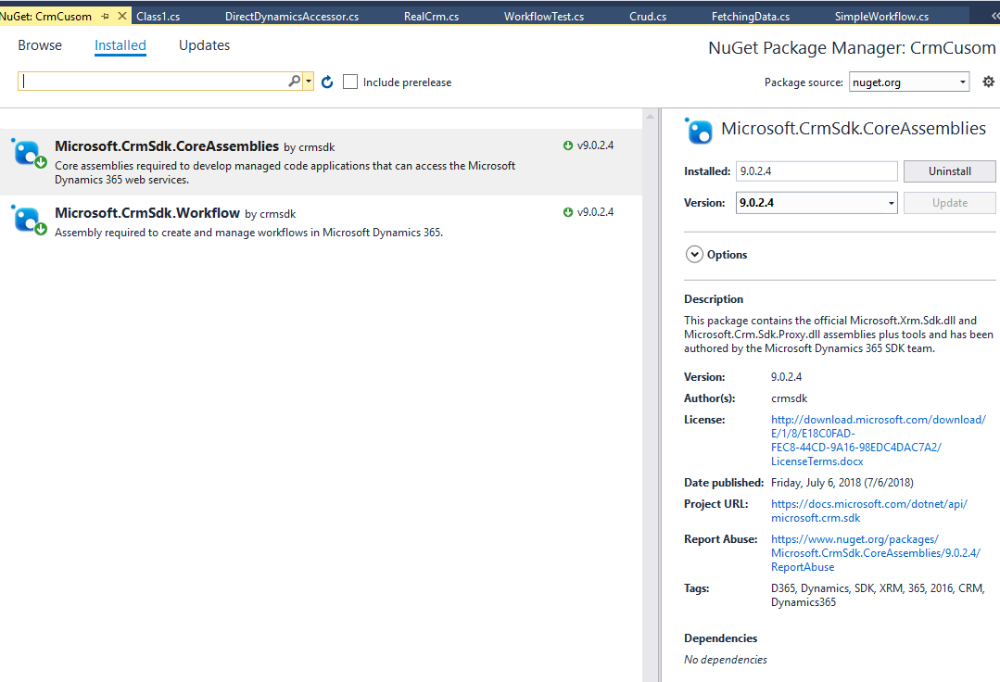 NuGet: CrmCusom
Class1.cs
DirectDynamicsAccessor.cs
RealCrm.cs
WorkflowTest.cs
Crud.cs
FetchingData.cs
SimpleWorkflow.cs
Browse
Installed
Updates
NuGet Package Manager: CrmCusom
Include prerelease
Package source:
nuget.org
Microsoft.CrmSdk.CoreAssemblies by crmsdk
v9.0.2.4
Core assemblies required to develop managed code applications that can access the Microsoft
Dynamics 365 web services.
Microsoft.CrmSdk.Workflow by crmsdk
v9.0.2.4
Assembly required to create and manage workflows in Microsoft Dynamics 365.
Microsoft.CrmSdk.CoreAssemblies
Installed: 9.0.2.4
Uninstall
Version: 9.0.2.4
Update
Options
Description
This package contains the official Microsoft.Xrm.Sdk.dll and
Microsoft.Crm.Sdk.Proxy.dll assemblies plus tools and has been
authored by the Microsoft Dynamics 365 SDK team.
Version: 9.0.2.4
Author(s): crmsdk
License: http://download.microsoft.com/download/
E/1/8/E18C0FAD-
FEC8-44CD-9A16-98EDC4DAC7A2/
LicenseTerms.docx
Date published: Friday, July 6, 2018 (7/6/2018)
Project URL: https://docs.microsoft.com/dotnet/api/
microsoft.crm.sdk
Report Abuse: https://www.nuget.org/packages/
Microsoft.CrmSdk.CoreAssemblies/9.0.2.4/
ReportAbuse
Tags: D365, Dynamics, SDK, XRM, 365, 2016, CRM,
Dynamics365
Dependencies
No dependencies